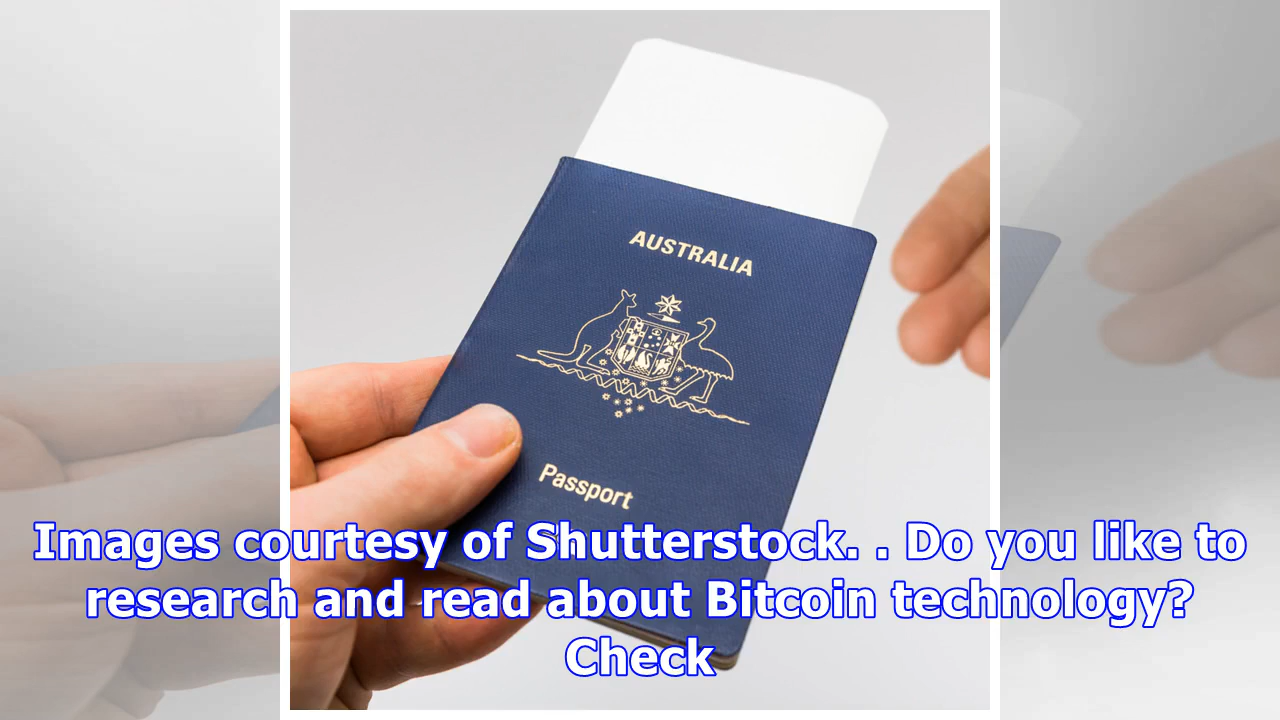 AUSTRALIA
Passport
Images courtesy of Shutterstock. . Do you like to
research and read about Bitcoin technology?
Check